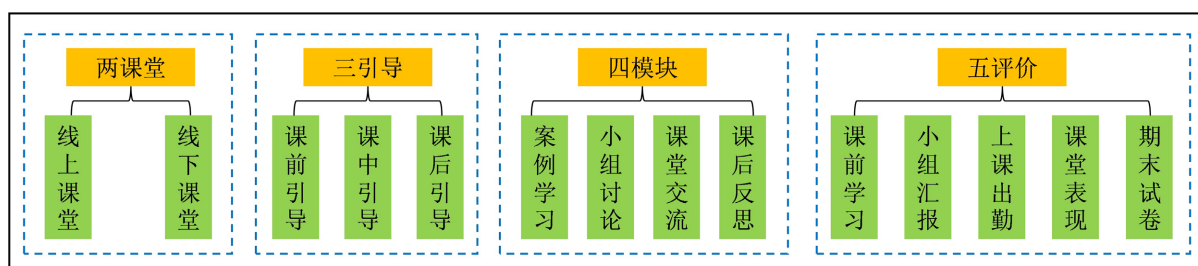 两课堂
线上课堂
线下课堂
三引导
课前引导
课中引导
课后引导
四模块
案例学习
小组讨论
课堂交流
课后反思
五评价
课前学习
小组汇报
上课出勤
课堂表现
期末试卷